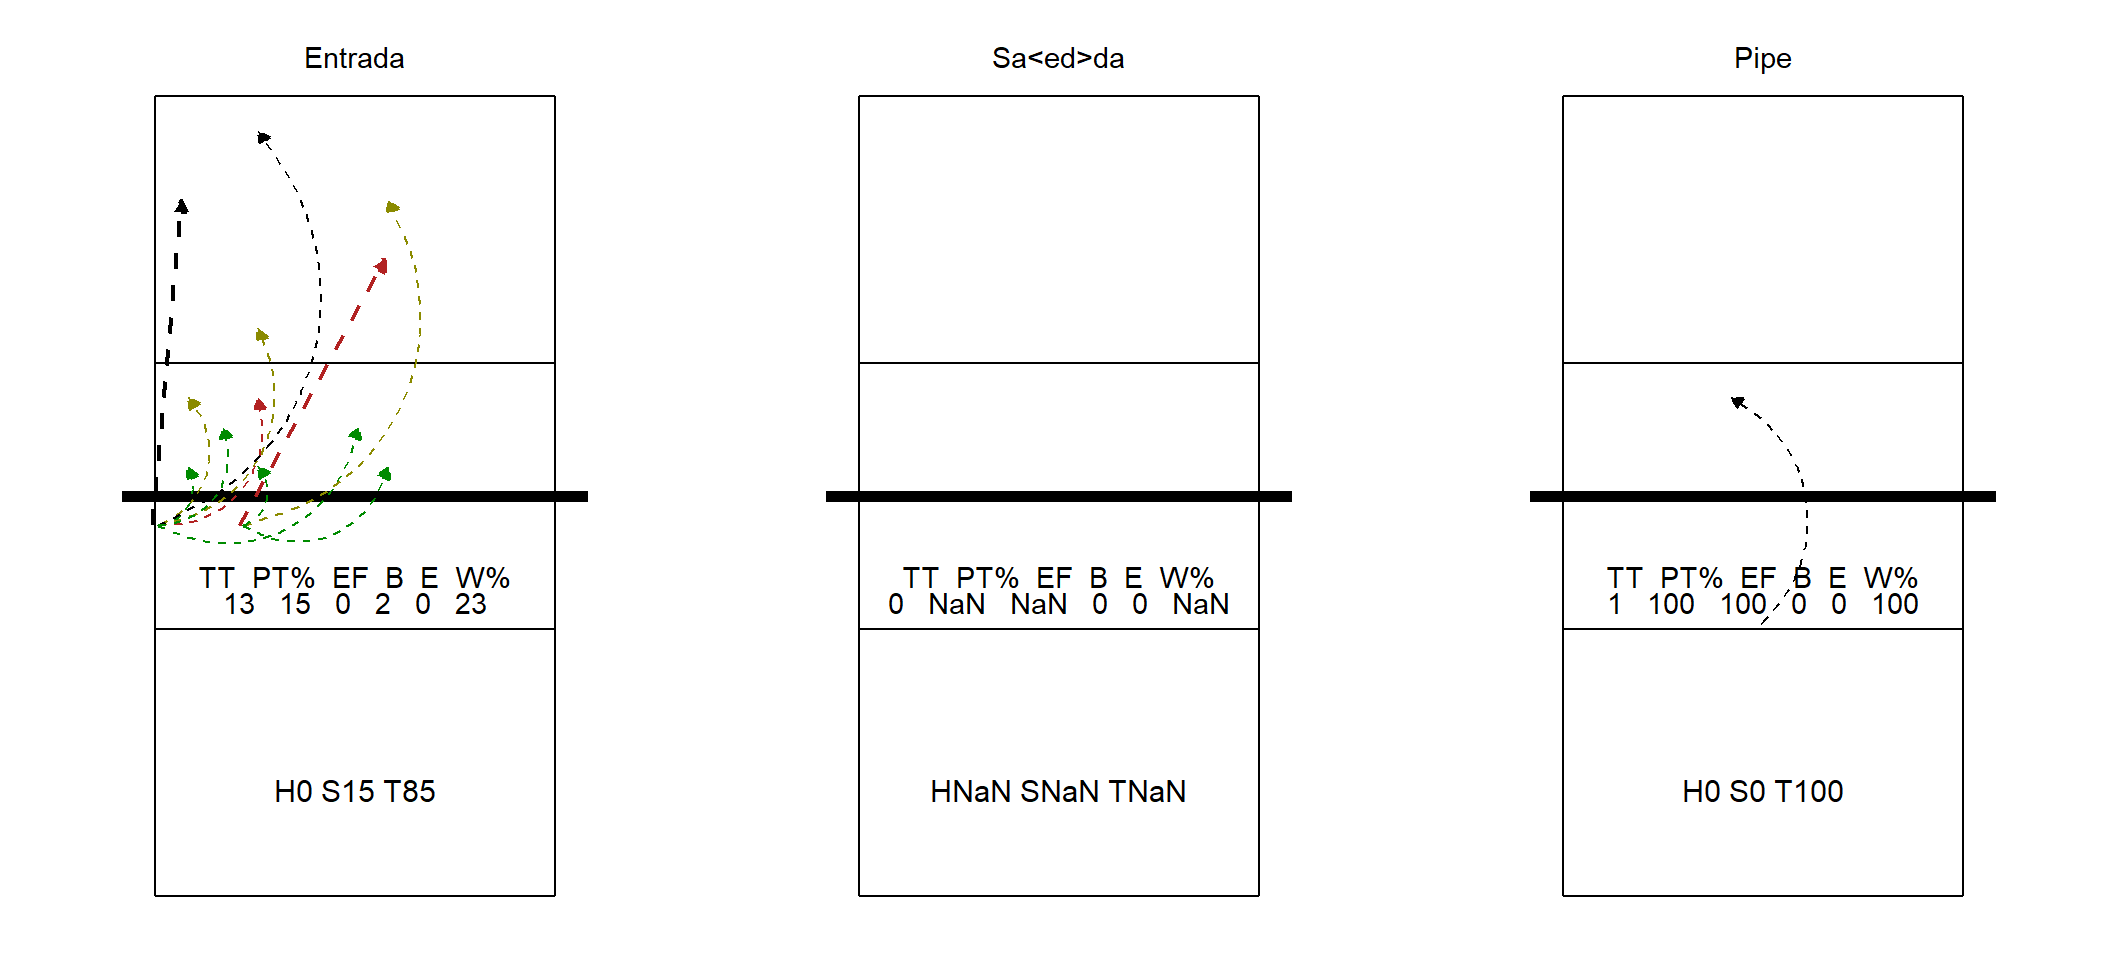 Entrada
TT PT% EF B E W%
13 15 0 2 0 23
H0 S15 T85
Sa<ed>da
TT PT% EF B E W%
0 NaN NaN 0 0 NaN
HNaN SNaN TNaN
Pipe
TT PT% EF B E W%
1 100 100 0 0 100
H0 S0 T100